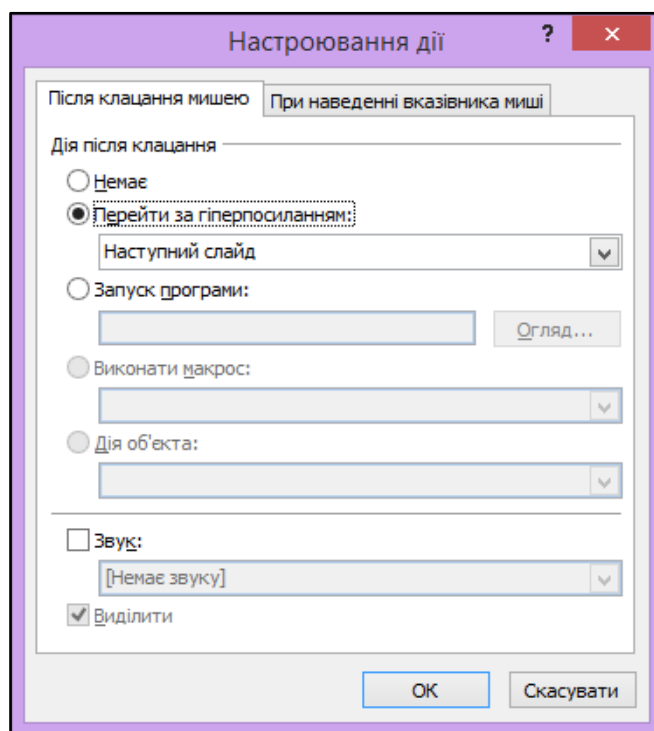 Настроювання дії ? ×
Після клацання мишею При наведенні вказівника миші
Дія після клацання
Немає
Перейти за гіперпосиланням:
Наступний слайд
Запуск програми:
Огляд...
Виконати макрос:
Дія об'єкта:
Звук:
[Немає звуку]
Виділити
ОК Скасувати